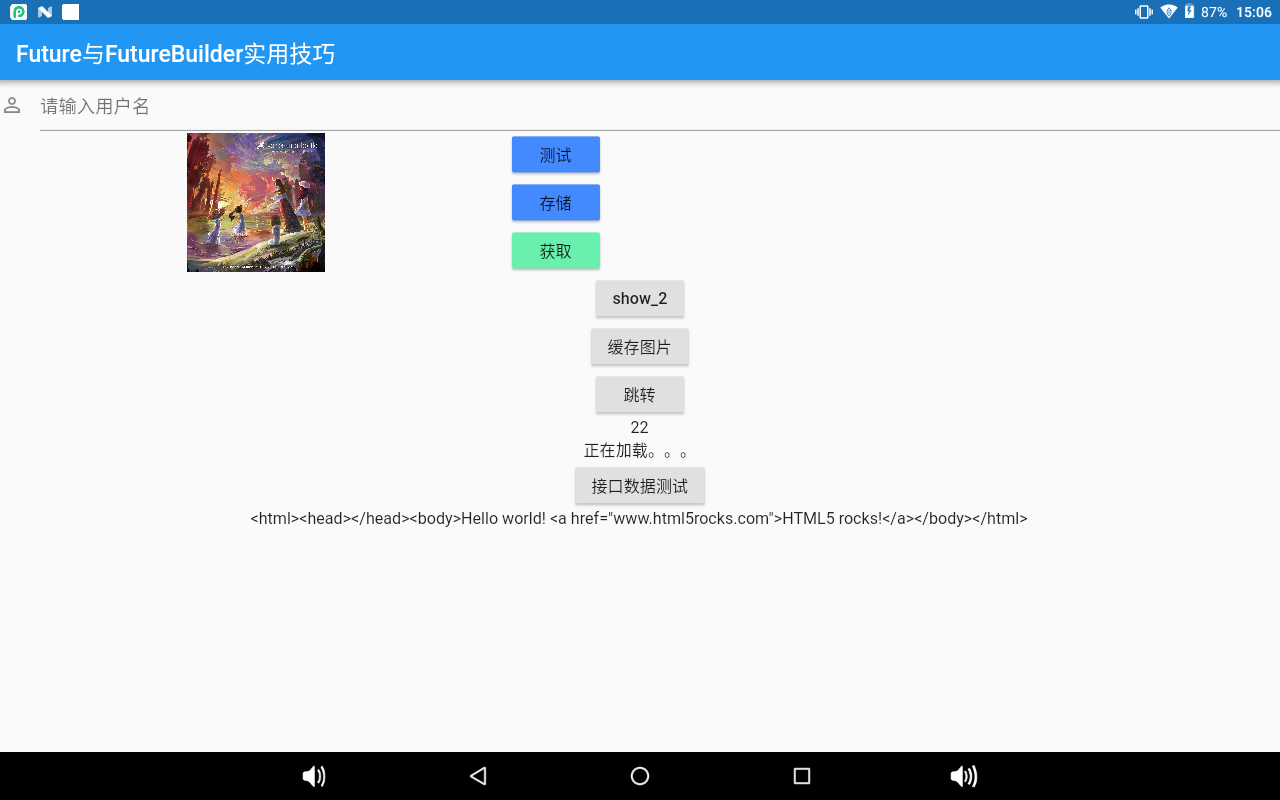 87% 15:06
Future与FutureBuilder实用技巧
请输入用户名
测试
存储
获取
show_2
缓存图片
跳转
22
正在加载。。。
接口数据测试
<html><head></head><body>Hello world! <a href="www.html5rocks.com">HTML5 rocks!</a></body></html>